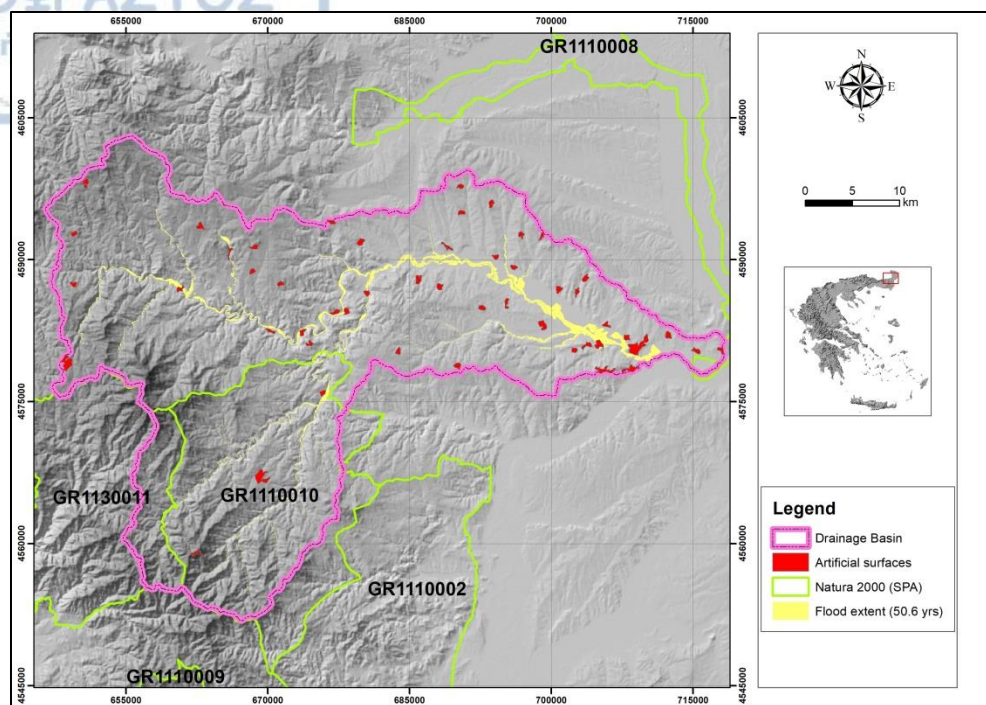 655000 670000 685000 700000 715000
GR1110008
N
W E
S
4605000 4605000
0 5 10
km
4590000 4590000
4575000 4575000
GR1130011
GR1110010
4560000 4560000
GR1110002
Legend
Drainage Basin
Artificial surfaces
Natura 2000 (SPA)
Flood extent (50.6 yrs)
GR1110009
4545000 4545000
655000 670000 685000 700000 715000